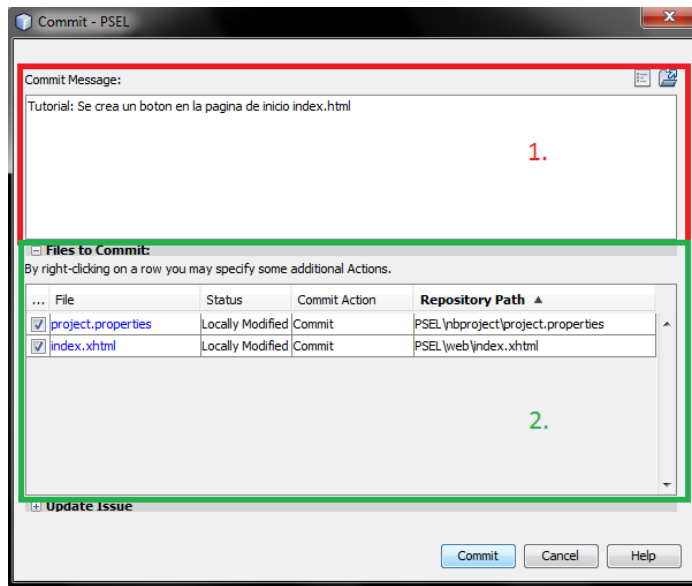 Commit - PSEL
Commit Message:
Tutorial: Se crea un boton en la pagina de inicio index.html
1.
Files to Commit:
By right-clicking on a row you may specify some additional Actions.
... File Status Commit Action Repository Path
project.properties Locally Modified Commit PSEL\nbproject\project.properties
index.xhtml Locally Modified Commit PSEL\web\index.xhtml
2.
Update Issue
Commit Cancel Help